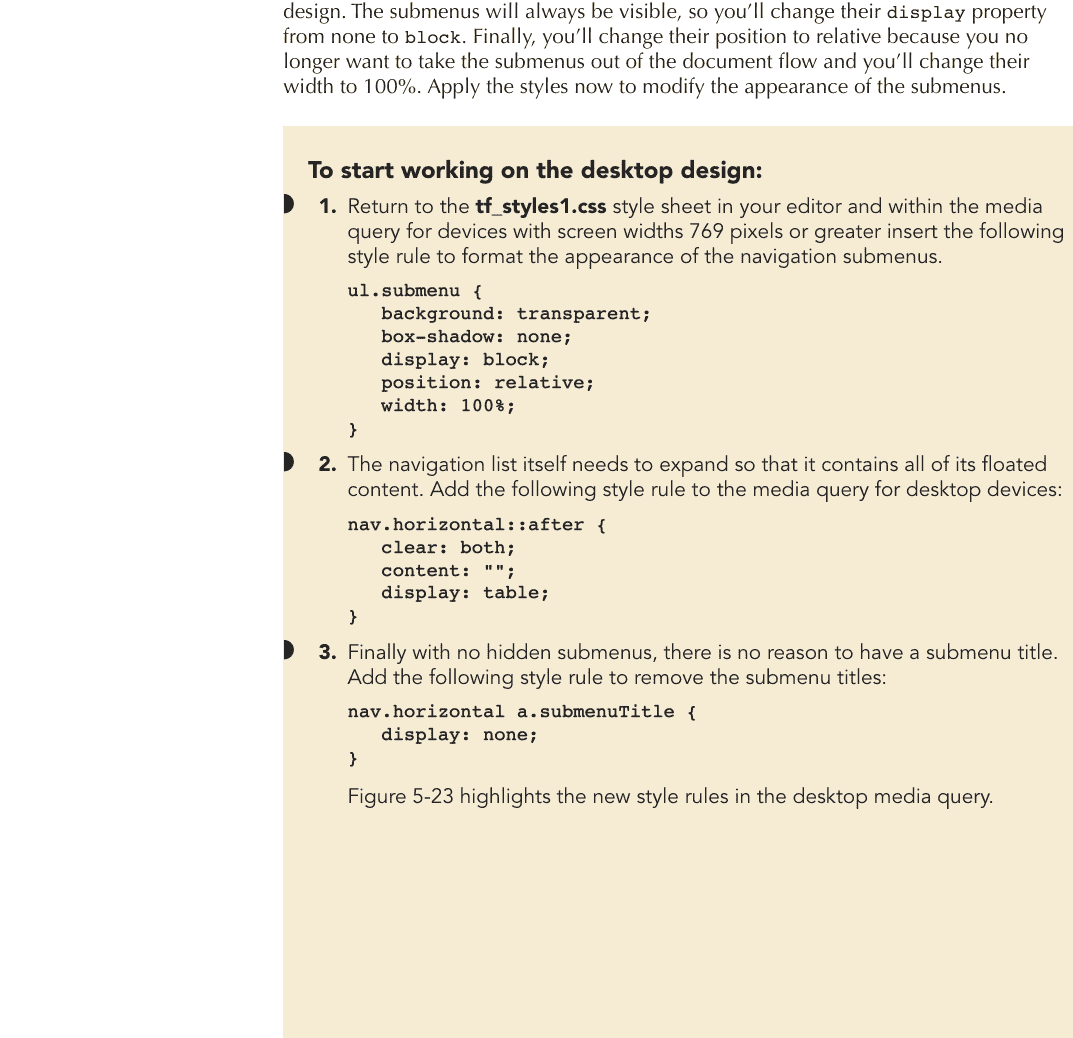 design. The submenus will always be visible, so you’ll change their display property
from none to block. Finally, you’ll change their position to relative because you no
longer want to take the submenus out of the document flow and you’ll change their
width to 100%. Apply the styles now to modify the appearance of the submenus.
To start working on the desktop design:
1. Return to the tf_styles1.css style sheet in your editor and within the media
query for devices with screen widths 769 pixels or greater insert the following
style rule to format the appearance of the navigation submenus.
ul.submenu {
background: transparent;
box-shadow: none;
display: block;
position: relative;
width: 100%;
}
2. The navigation list itself needs to expand so that it contains all of its floated
content. Add the following style rule to the media query for desktop devices:
nav.horizontal::after {
clear: both;
content: "";
display: table;
}
3. Finally with no hidden submenus, there is no reason to have a submenu title.
Add the following style rule to remove the submenu titles:
nav.horizontal a.submenuTitle {
display: none;
}
Figure 5-23 highlights the new style rules in the desktop media query.